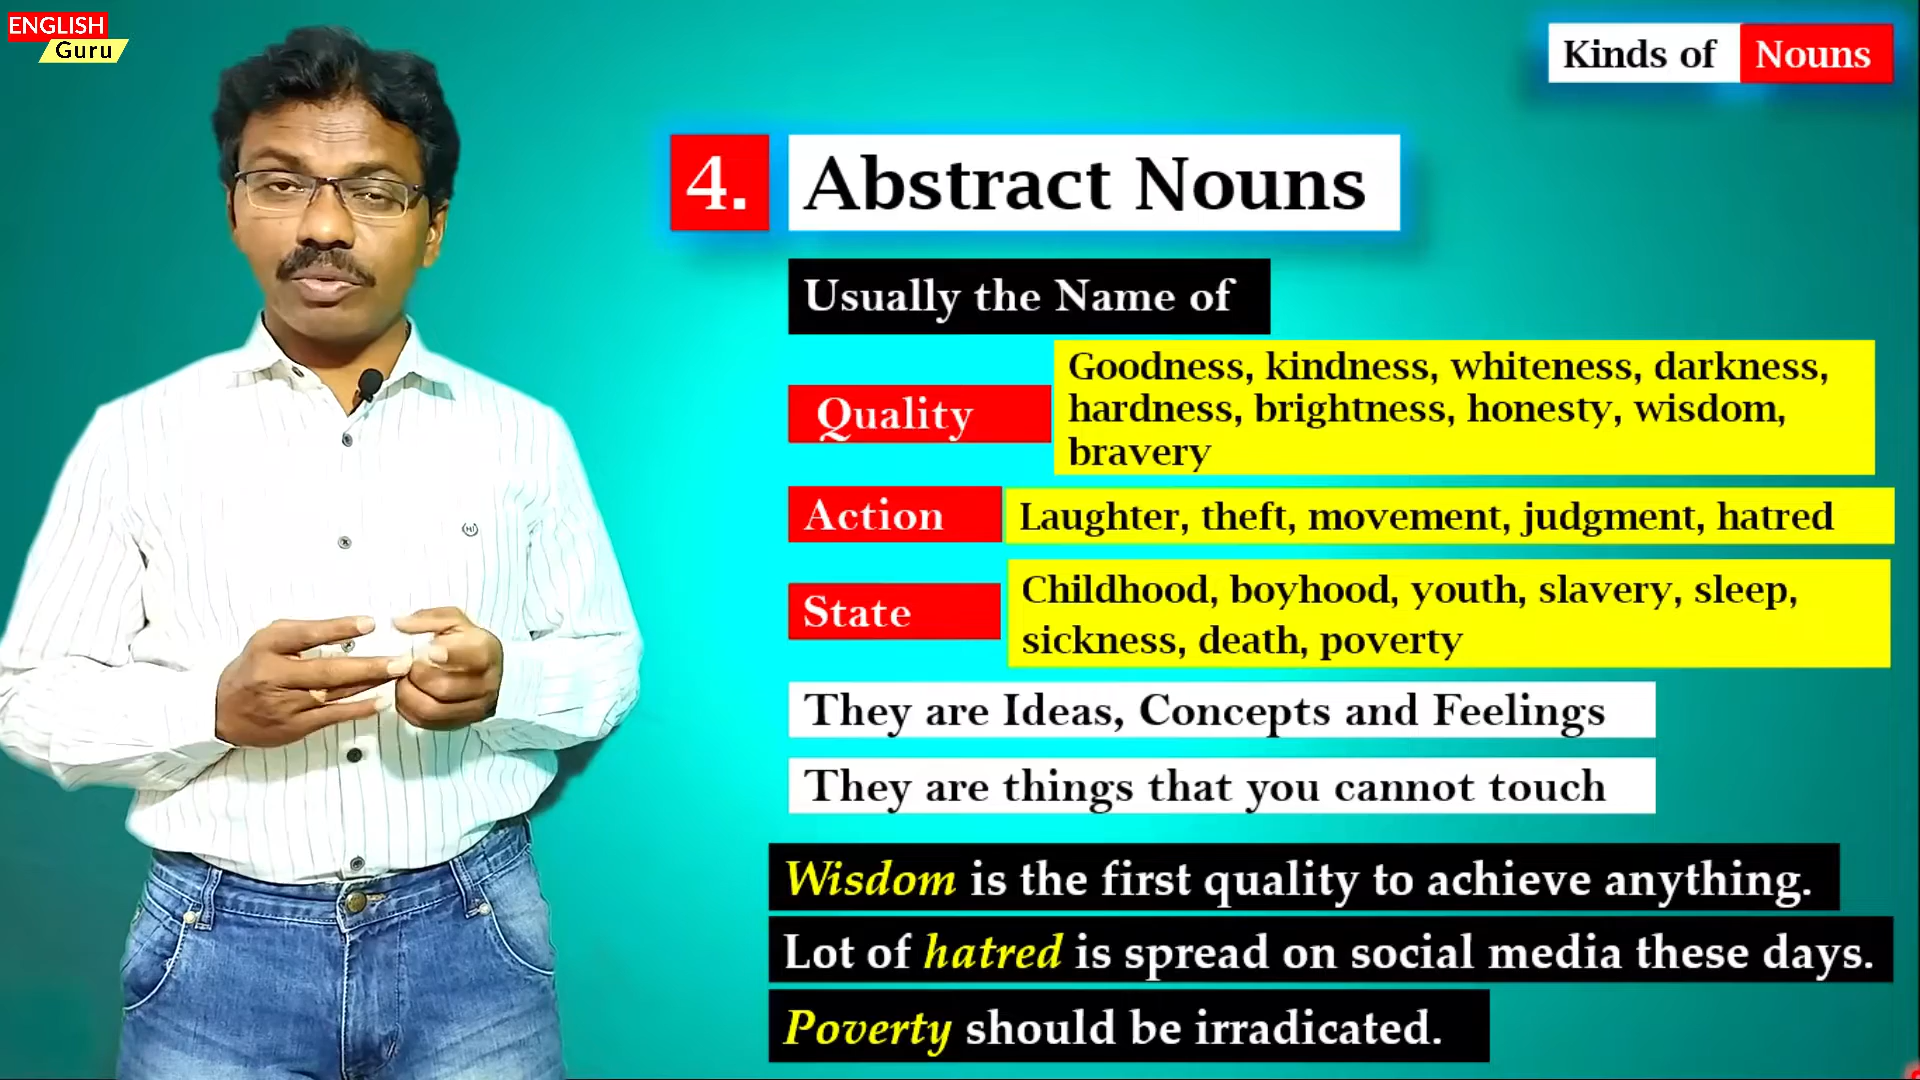 ENGLISH
Guru
Kinds of Nouns
4. Abstract Nouns
Usually the Name of
Quality
Goodness, kindness, whiteness, darkness,
hardness, brightness, honesty, wisdom,
bravery
Action
Laughter, theft, movement, judgment, hatred
State
Childhood, boyhood, youth, slavery, sleep,
sickness, death, poverty
They are Ideas, Concepts and Feelings
They are things that you cannot touch
Wisdom is the first quality to achieve anything.
Lot of hatred is spread on social media these days.
Poverty should be irradicated.